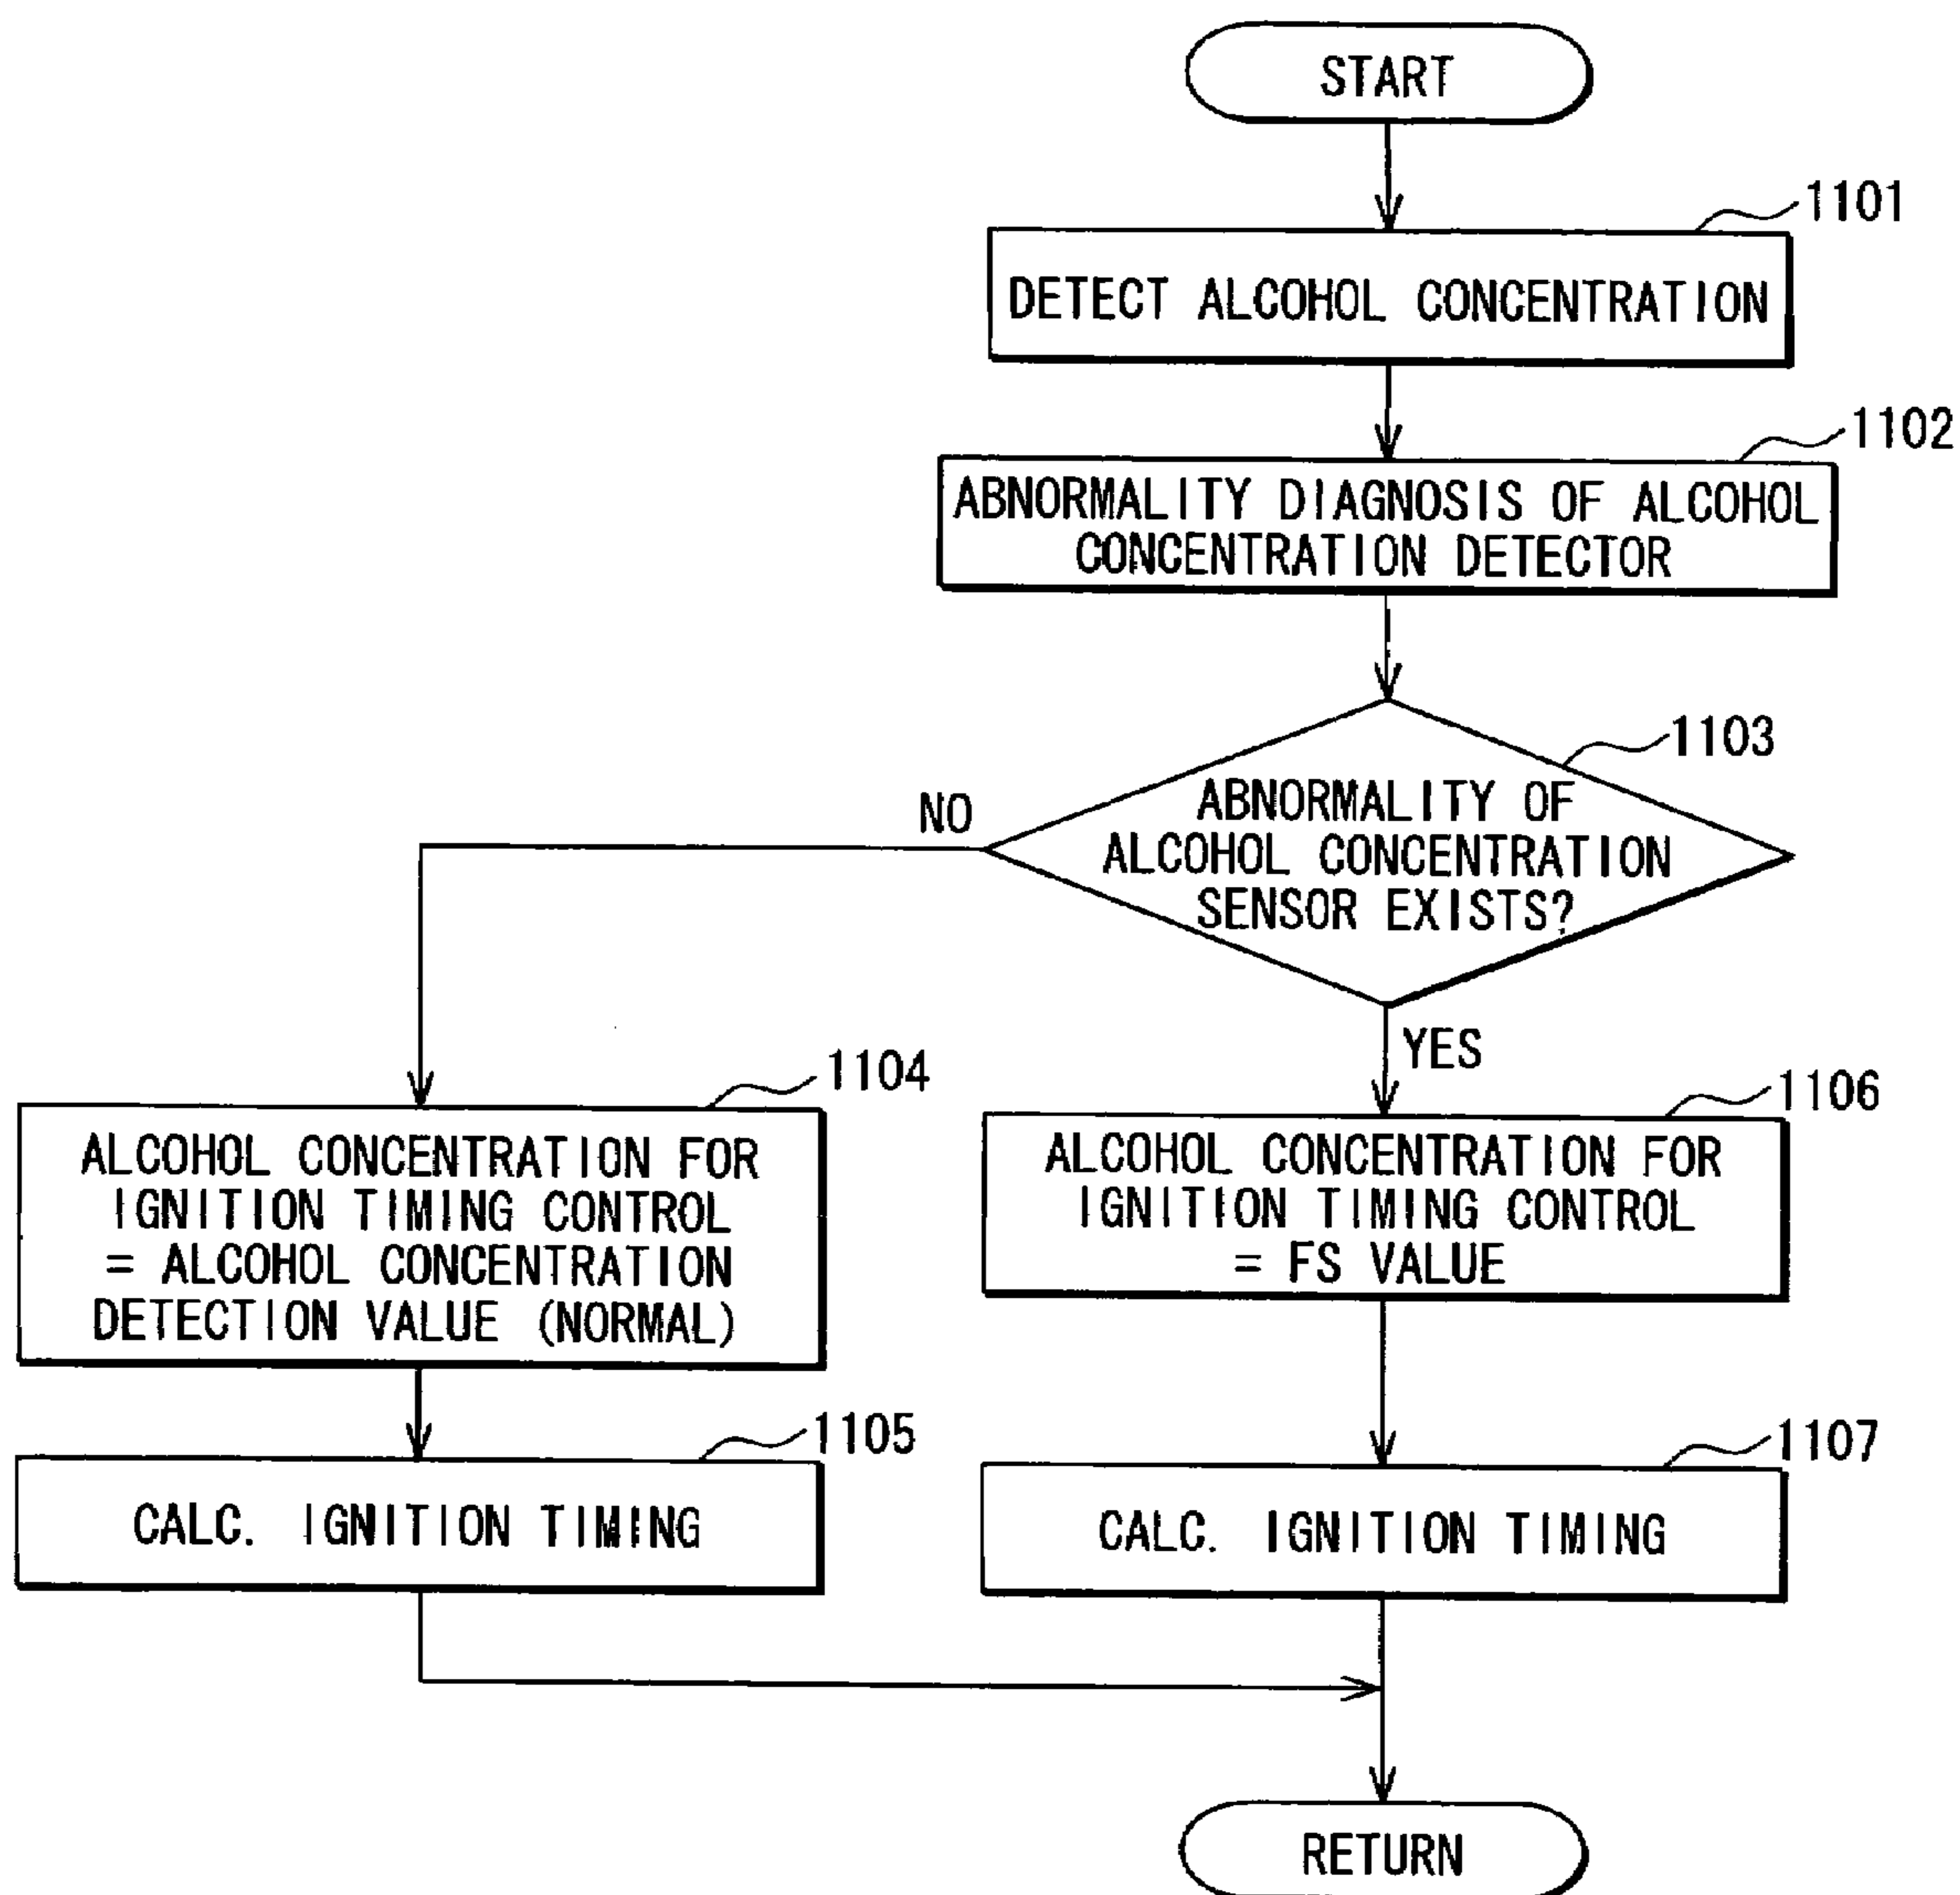 START
1101
DETECT ALCOHOL CONCENTRATION
1102
ABNORMALITY DIAGNOSIS OF ALCOHOL
CONCENTRATION DETECTOR
1103
ABNORMALITY OF
ALCOHOL CONCENTRATION
SENSOR EXISTS?
NO
YES
1104
ALCOHOL CONCENTRATION FOR
IGNITION TIMING CONTROL
= ALCOHOL CONCENTRATION
DETECTION VALUE (NORMAL)
1106
ALCOHOL CONCENTRATION FOR
IGNITION TIMING CONTROL
= FS VALUE
1105
CALC. IGNITION TIMING
1107
CALC. IGNITION TIMING
RETURN